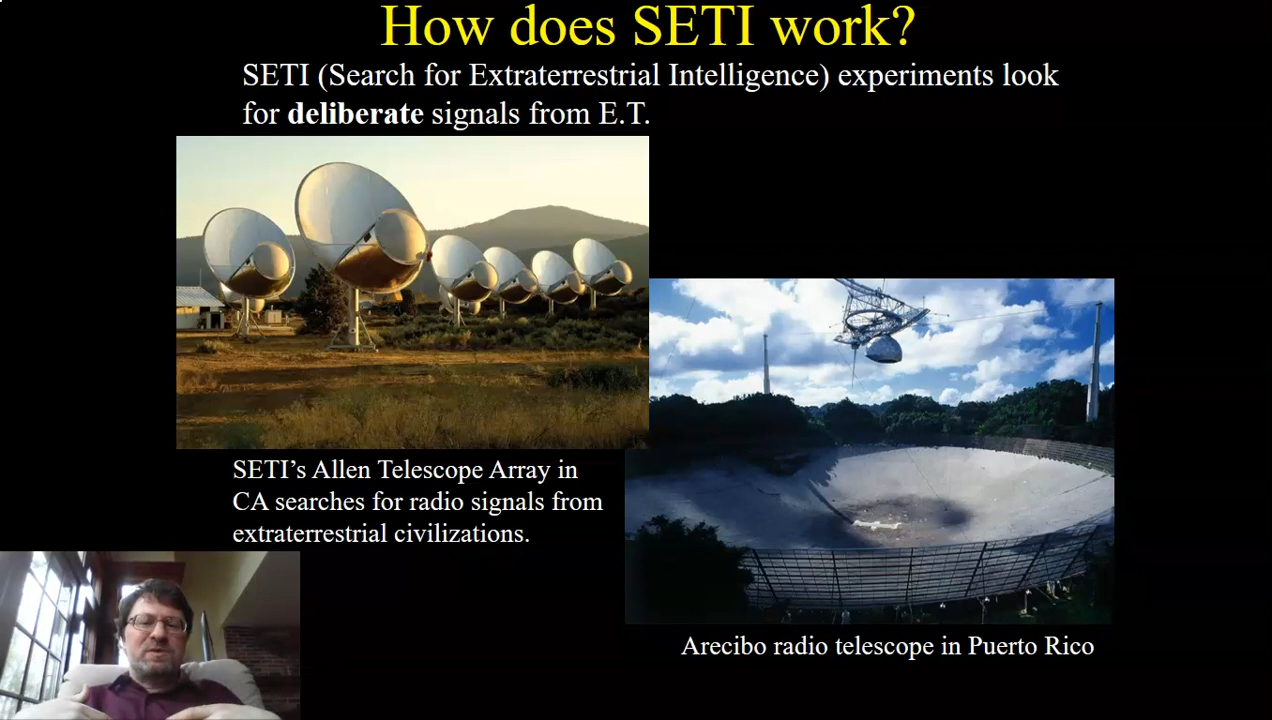 How does SETI work?
SETI (Search for Extraterrestrial Intelligence) experiments look
for deliberate signals from E.T.
SETI’s Allen Telescope Array in
CA searches for radio signals from
extraterrestrial civilizations.
Arecibo radio telescope in Puerto Rico